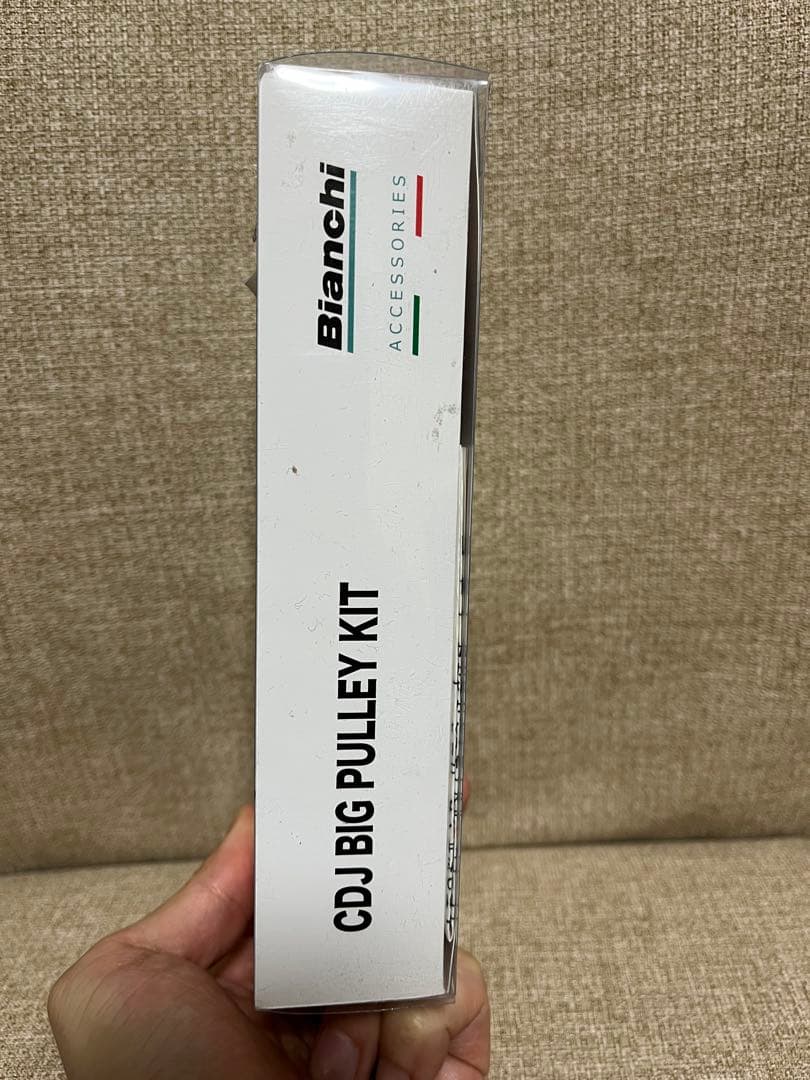 Bianchi
ACCESSORIES
CDJ BIG PULLEY KIT